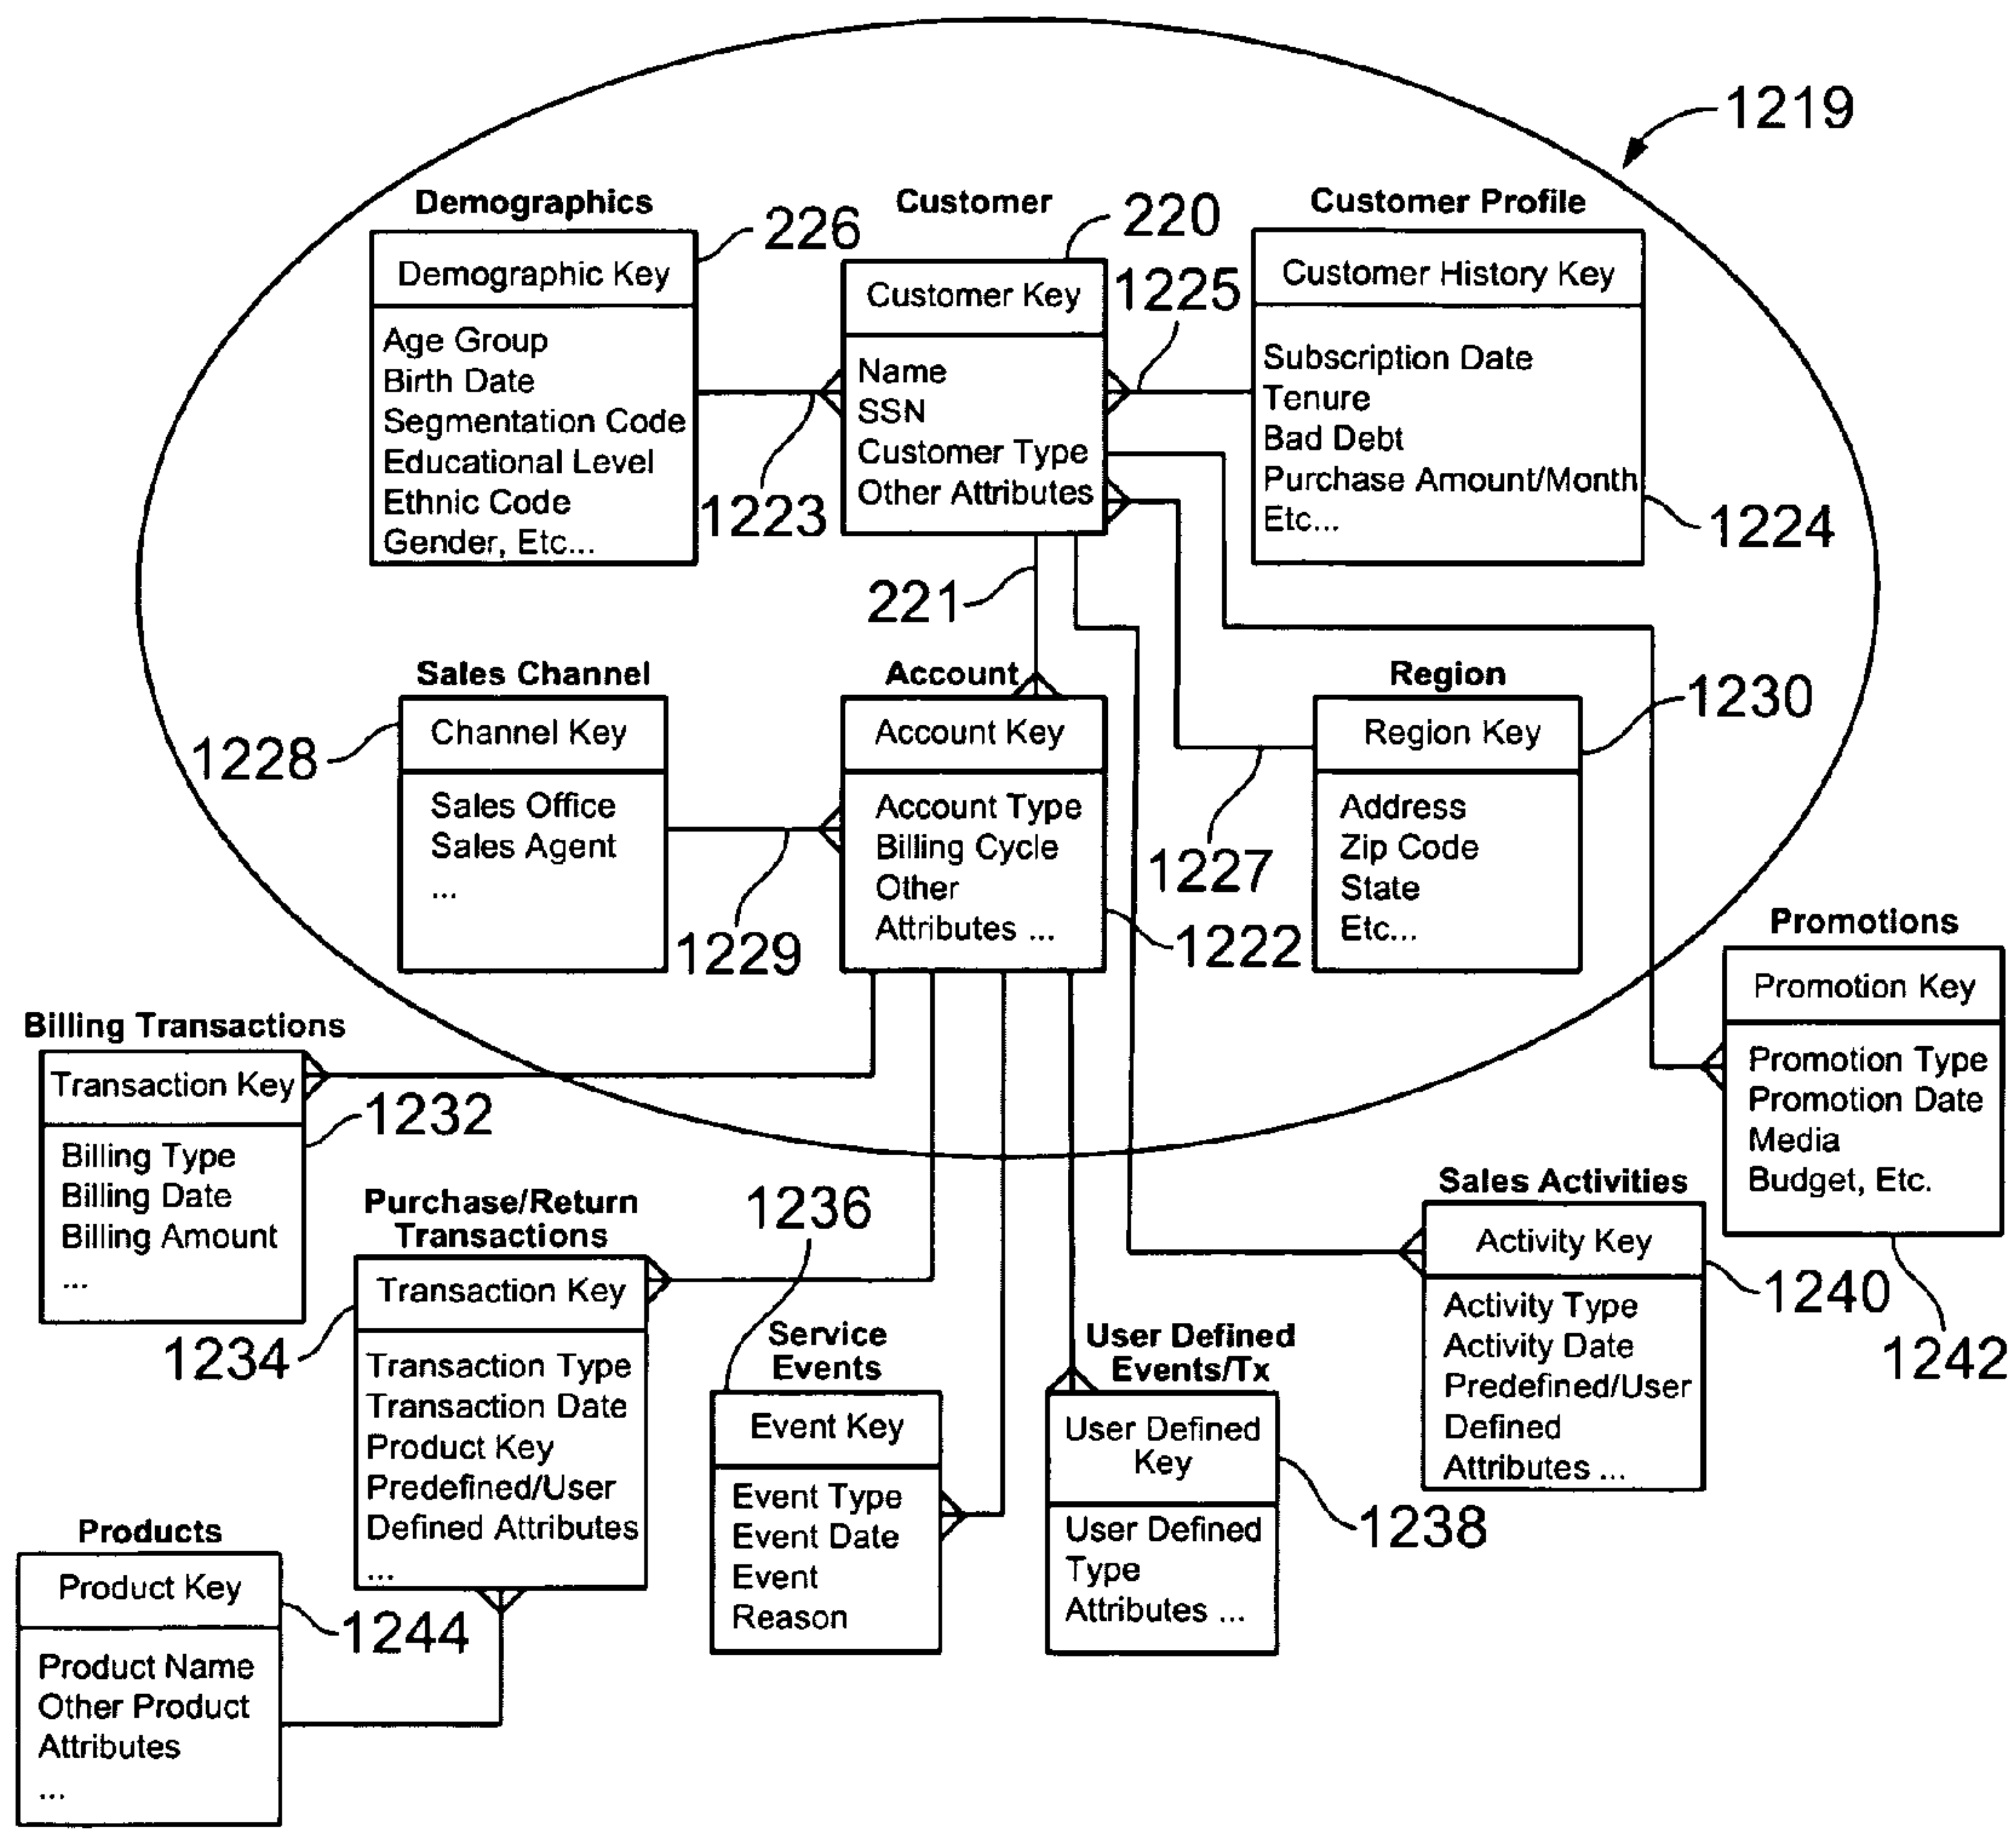 1219
Demographics
226
Demographic Key
Age Group
Birth Date
Segmentation Code
Educational Level
Ethnic Code
Gender, Etc...
1223
Customer
220
Customer Key
Name
SSN
Customer Type
Other Attributes
1225
Customer Profile
Customer History Key
Subscription Date
Tenure
Bad Debt
Purchase Amount/Month
Etc...
1224
221
Sales Channel
1228
Channel Key
Sales Office
Sales Agent
...
1229
Account
Account Key
Account Type
Billing Cycle
Other
Attributes ...
1222
1227
Region
1230
Region Key
Address
Zip Code
State
Etc...
Promotions
Promotion Key
Promotion Type
Promotion Date
Media
Budget, Etc.
1242
Billing Transactions
Transaction Key
1232
Billing Type
Billing Date
Billing Amount
...
Purchase/Return
Transactions
Transaction Key
1234
Transaction Type
Transaction Date
Product Key
Predefined/User
Defined Attributes
...
1236
Service
Events
Event Key
Event Type
Event Date
Event
Reason
User Defined
Events/Tx
User Defined
Key
User Defined
Type
Attributes ...
1238
Sales Activities
Activity Key
1240
Activity Type
Activity Date
Predefined/User
Defined
Attributes ...
Products
Product Key
1244
Product Name
Other Product
Attributes
...